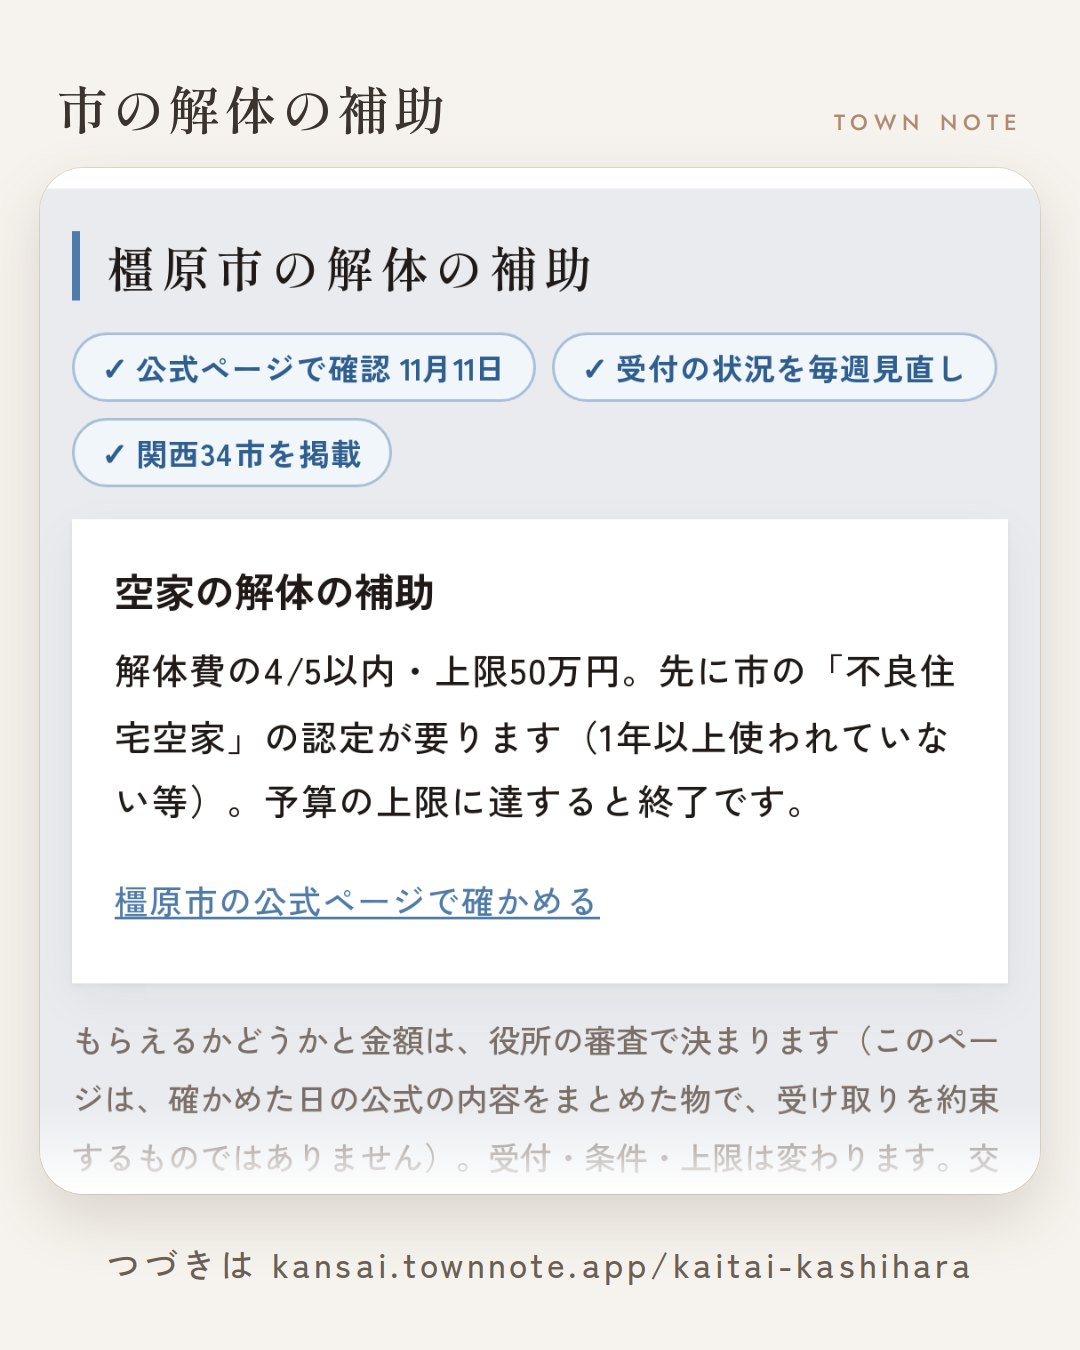 市の解体の補助
TOWN NOTE
橿原市の解体の補助
✓ 公式ページで確認 11月11日
✓ 受付の状況を毎週見直し
✓ 関西34市を掲載
空家の解体の補助
解体費の4/5以内・上限50万円。先に市の「不良住
宅空家」の認定が要ります（1年以上使われていな
い等）。予算の上限に達すると終了です。
橿原市の公式ページで確かめる
もらえるかどうかと金額は、役所の審査で決まります（このペー
ジは、確かめた日の公式の内容をまとめた物で、受け取りを約束
するものではありません）。受付・条件・上限は変わります。交
つづきは kansai.townnote.app/kaitai-kashihara